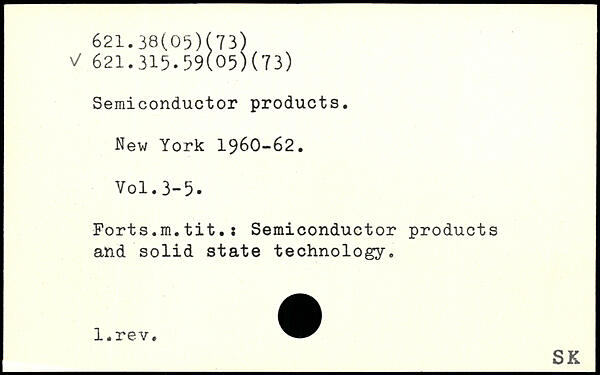 621.38(05)(73)
√ 621.315.59(05)(73)
Semiconductor products.
New York 1960-62.
Vol.3-5.
Forts.m.tit.: Semiconductor products
and solid state technology.
1.rev.
SK